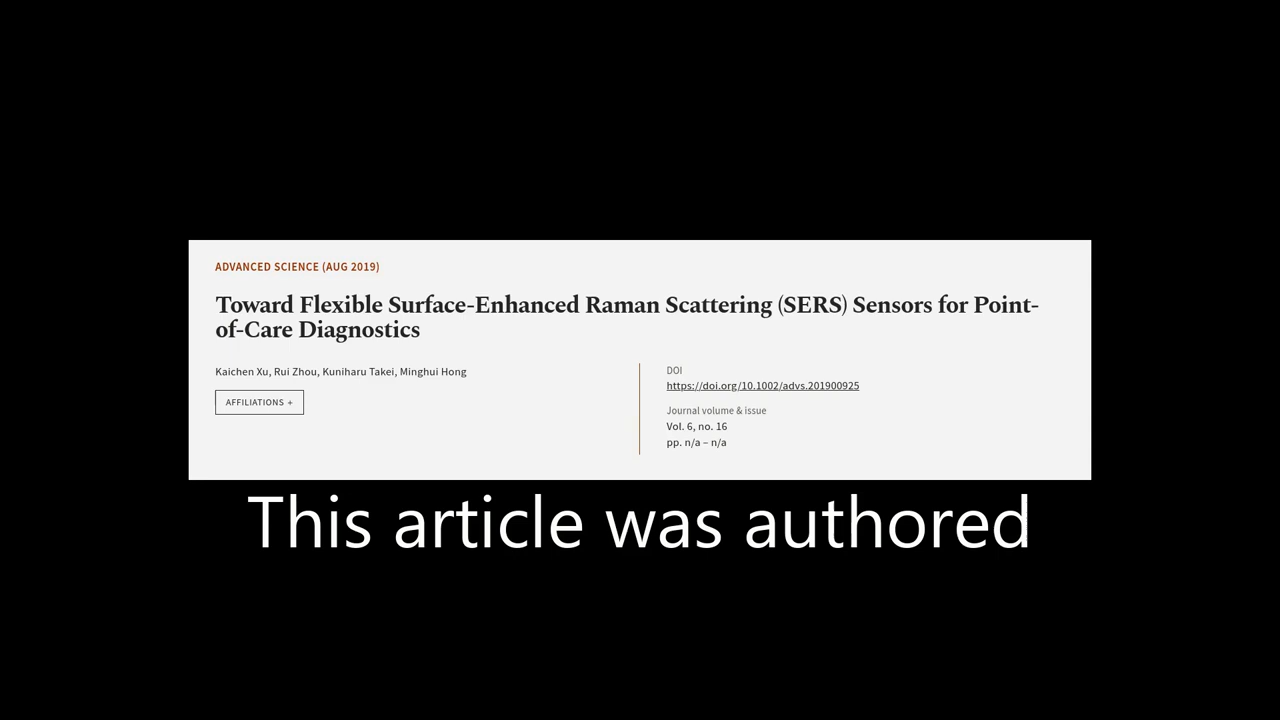 ADVANCED SCIENCE (AUG 2019)
Toward Flexible Surface-Enhanced Raman Scattering (SERS) Sensors for Point-
of-Care Diagnostics
Kaichen Xu, Rui Zhou, Kuniharu Takei, Minghui Hong
AFFILIATIONS +
DOI
https://doi.org/10.1002/advs.201900925
Journal volume & issue
Vol. 6, no. 16
pp. n/a – n/a
This article was authored